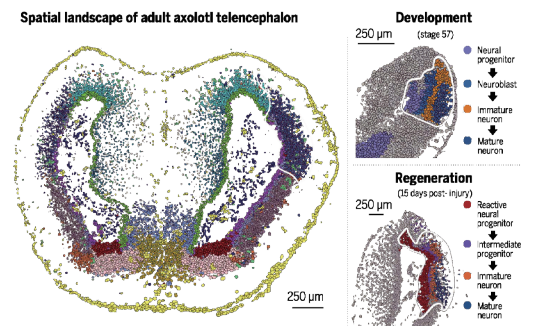 Spatial landscape of adult axolotl telencephalon
250 µm
Development
(stage 57)
250 µm
Neural
progenitor
Neuroblast
Immature
neuron
Mature
neuron
Regeneration
(15 days post- injury)
250 µm
Reactive
neural
progenitor
Intermediate
progenitor
Immature
neuron
Mature
neuron